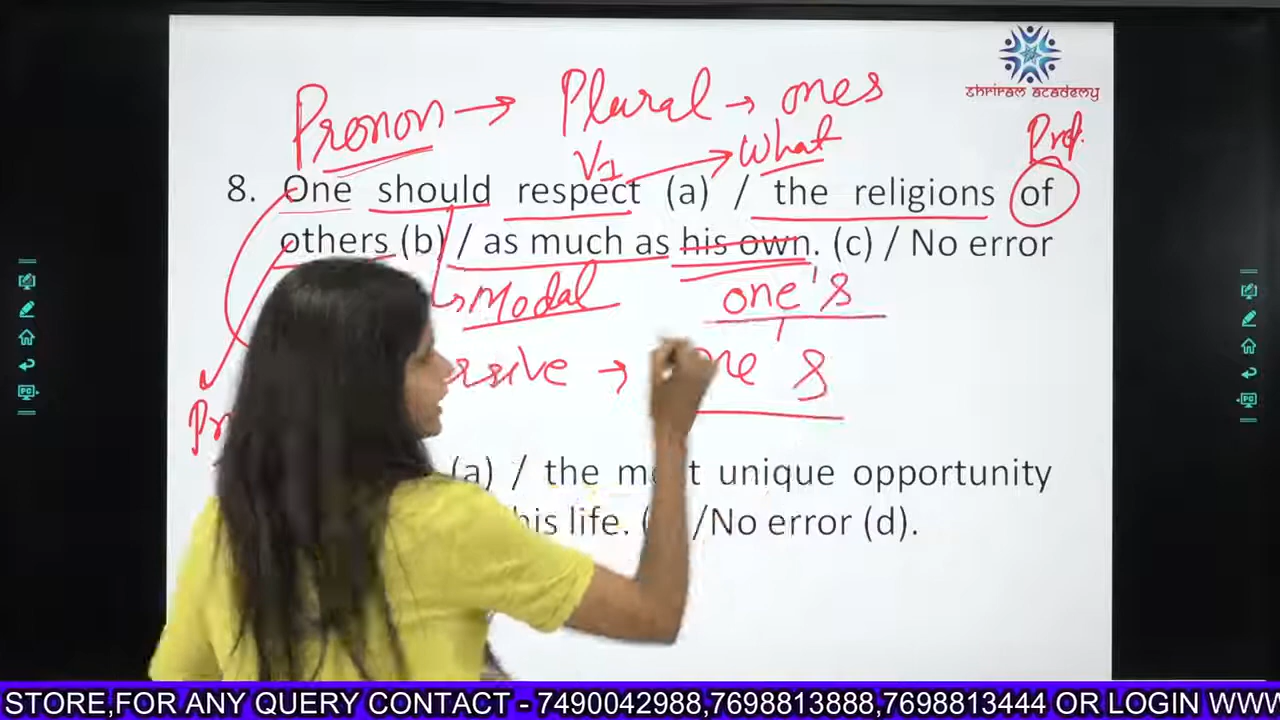 SHRIRAM ACADEMY
Pronon → Plural → ones
V1 → What
Prep.
8. One should respect (a) / the religions of
others (b) / as much as his own. (c) / No error
Modal
one's
→ one's
(a) / the most unique opportunity
his life. /No error (d).
STORE,FOR ANY QUERY CONTACT - 7490042988,7698813888,7698813444 OR LOGIN WWW